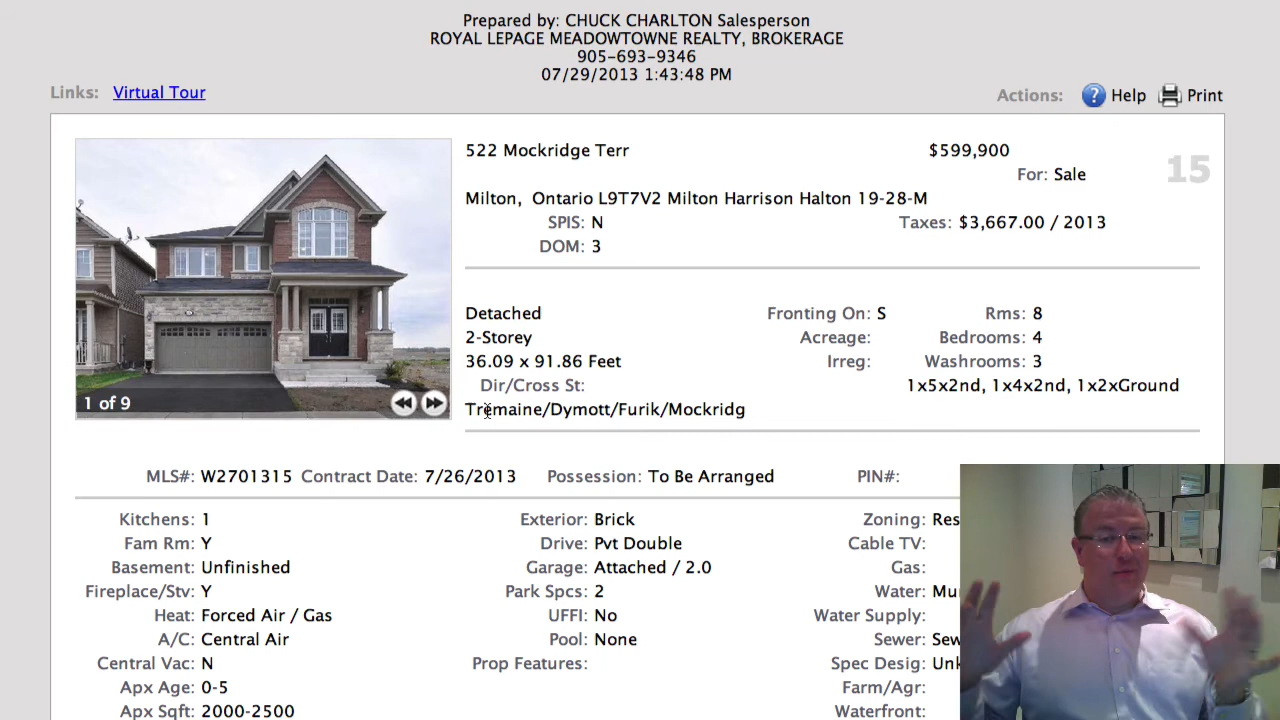 Prepared by: CHUCK CHARLTON Salesperson
ROYAL LEPAGE MEADOWTOWNE REALTY, BROKERAGE
905-693-9346
07/29/2013 1:43:48 PM
Links: Virtual Tour
Actions: Help Print
522 Mockridge Terr $599,900
For: Sale 15
Milton, Ontario L9T7V2 Milton Harrison Halton 19-28-M
SPIS: N Taxes: $3,667.00 / 2013
DOM: 3
Detached Fronting On: S Rms: 8
2-Storey Acreage: Bedrooms: 4
36.09 x 91.86 Feet Irreg: Washrooms: 3
Dir/Cross St: 1x5x2nd, 1x4x2nd, 1x2xGround
Tremaine/Dymott/Furik/Mockridg
1 of 9
MLS#: W2701315 Contract Date: 7/26/2013 Possession: To Be Arranged PIN#:
Kitchens: 1 Exterior: Brick Zoning: Res
Fam Rm: Y Drive: Pvt Double Cable TV:
Basement: Unfinished Garage: Attached / 2.0 Gas:
Fireplace/Stv: Y Park Spcs: 2 Water: Mu
Heat: Forced Air / Gas UFFI: No Water Supply:
A/C: Central Air Pool: None Sewer: Sew
Central Vac: N Prop Features: Spec Desig: Unk
Apx Age: 0-5 Farm/Agr:
Apx Sqft: 2000-2500 Waterfront: